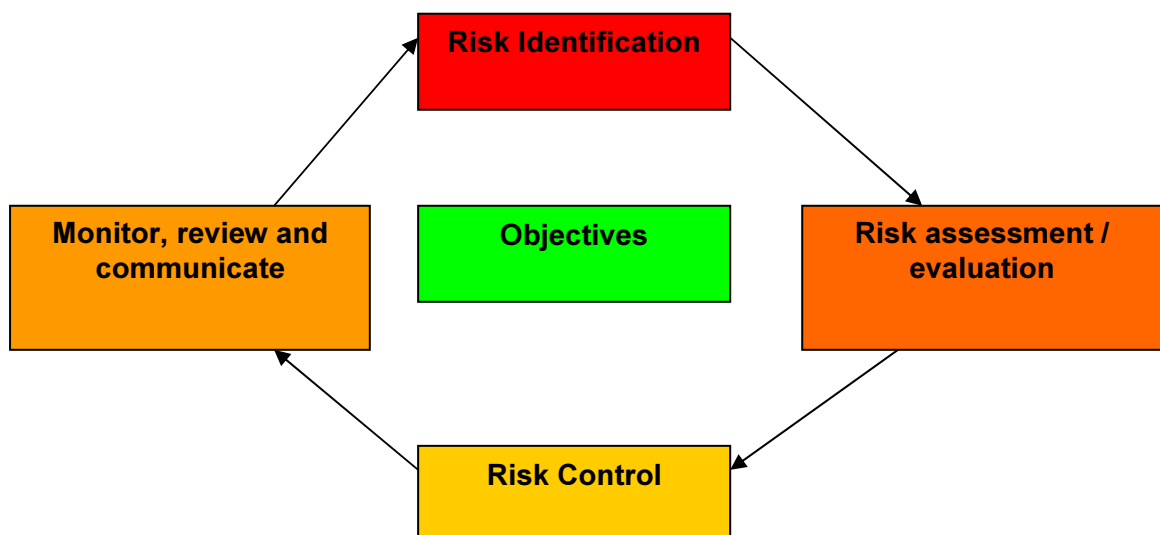 Risk Identification
Monitor, review and
communicate
Objectives
Risk assessment /
evaluation
Risk Control